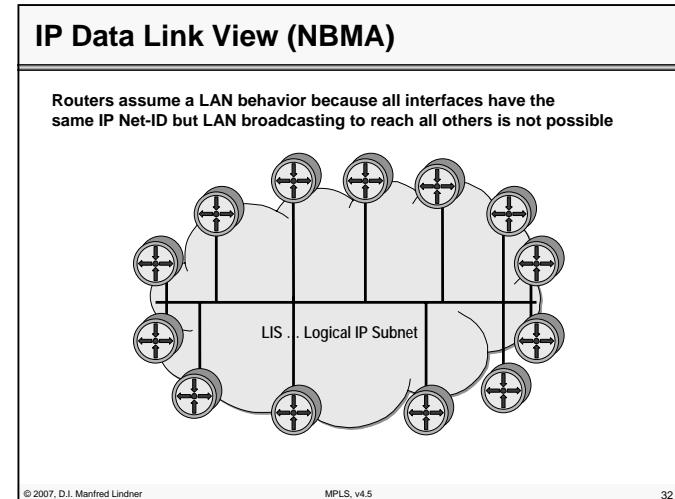 IP Data Link View (NBMA)
Routers assume a LAN behavior because all interfaces have the
same IP Net-ID but LAN broadcasting to reach all others is not possible
LIS ... Logical IP Subnet
© 2007, D.I. Manfred Lindner
MPLS, v4.5
32